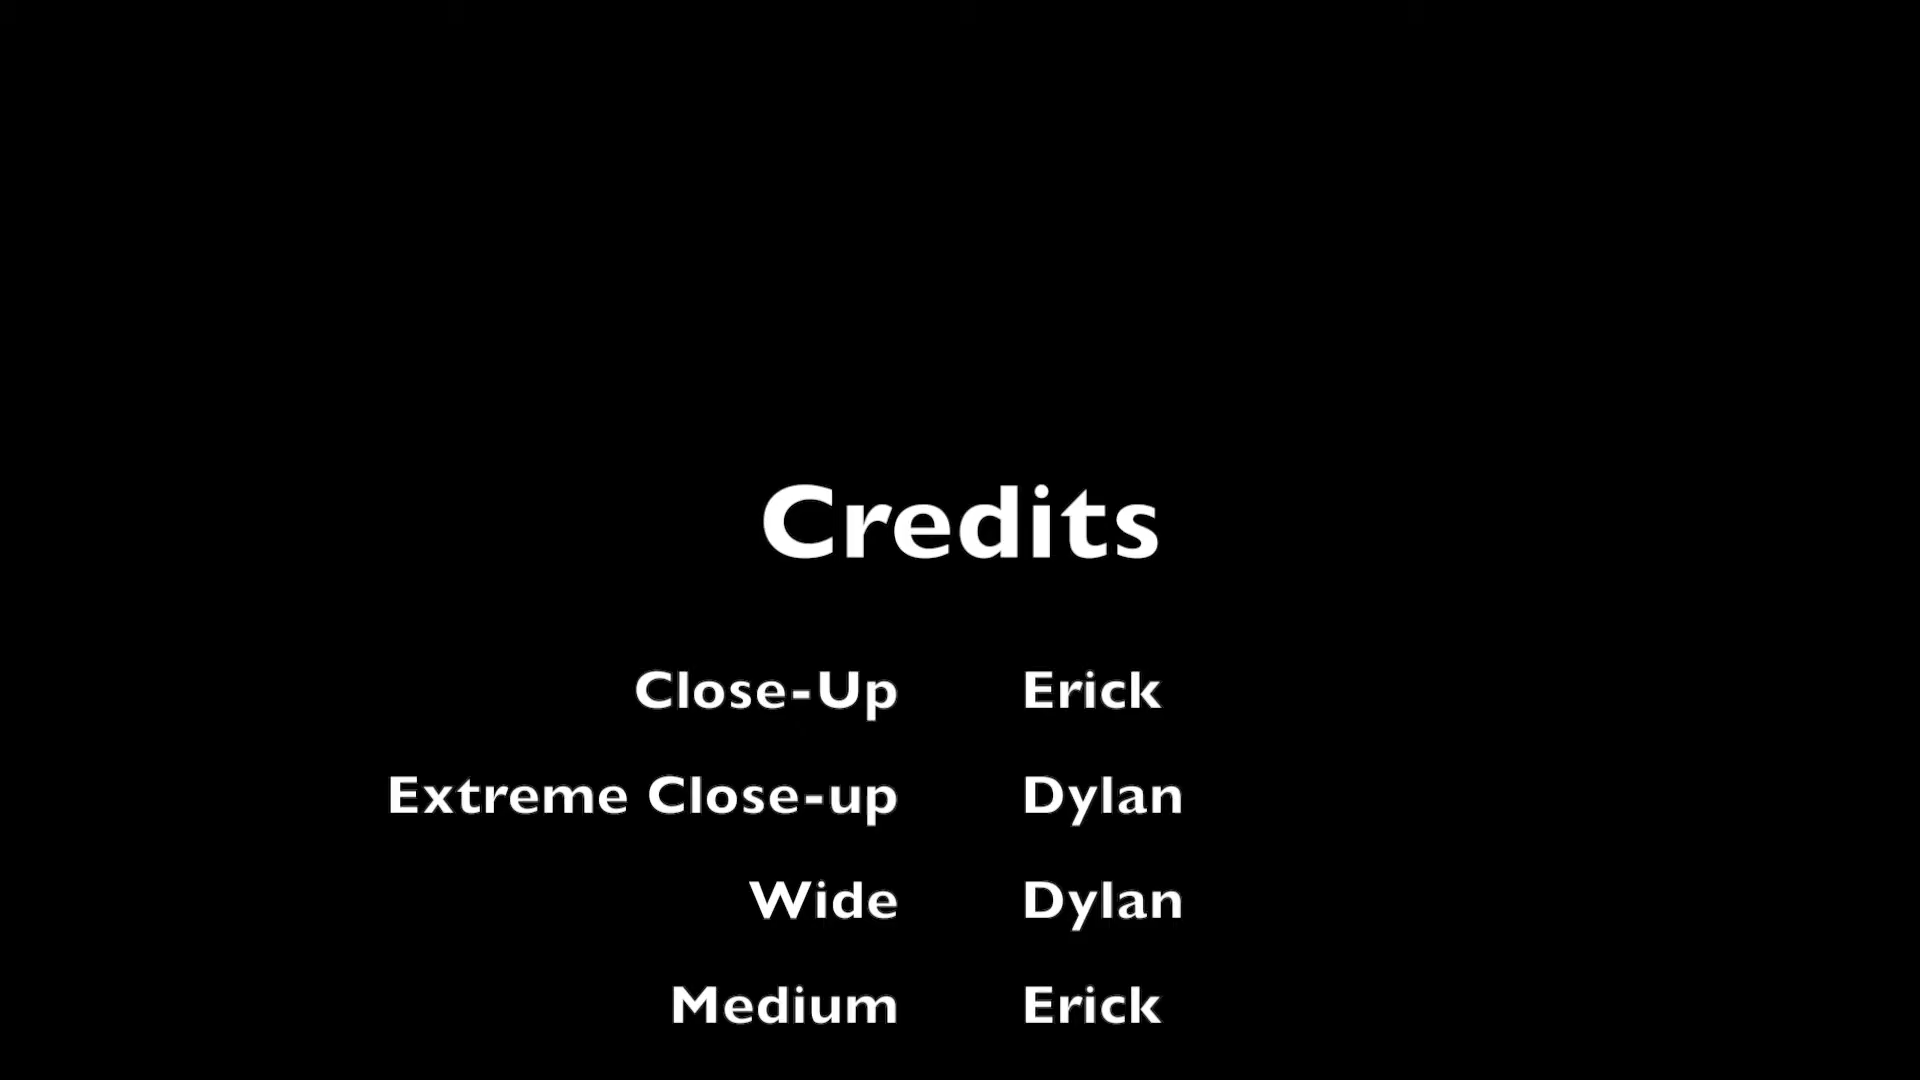 Credits
Close-Up Erick
Extreme Close-up Dylan
Wide Dylan
Medium Erick